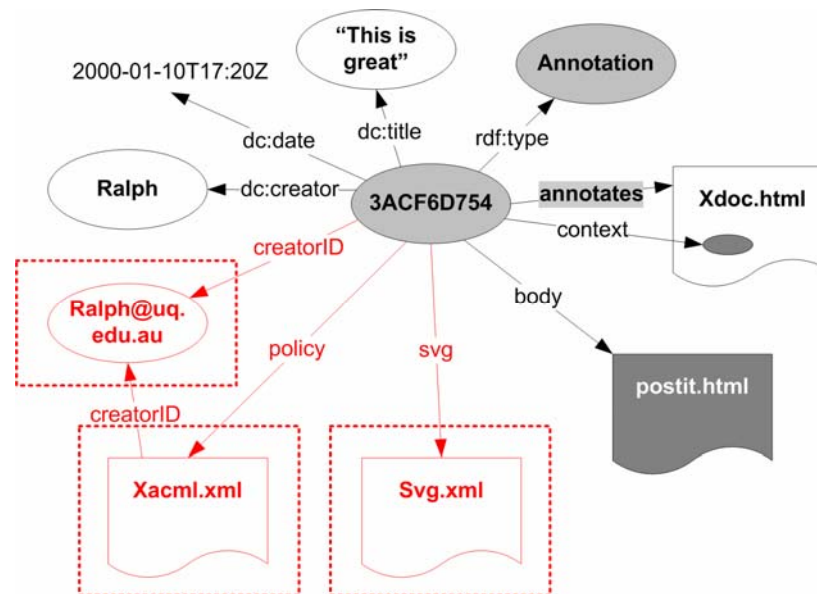 “This is
great”
Annotation
2000-01-10T17:20Z
dc:title
dc:date
rdf:type
Ralph
dc:creator
3ACF6D754
annotates
Xdoc.html
context
creatorID
body
Ralph@uq.
edu.au
policy
svg
postit.html
creatorID
Xacml.xml
Svg.xml